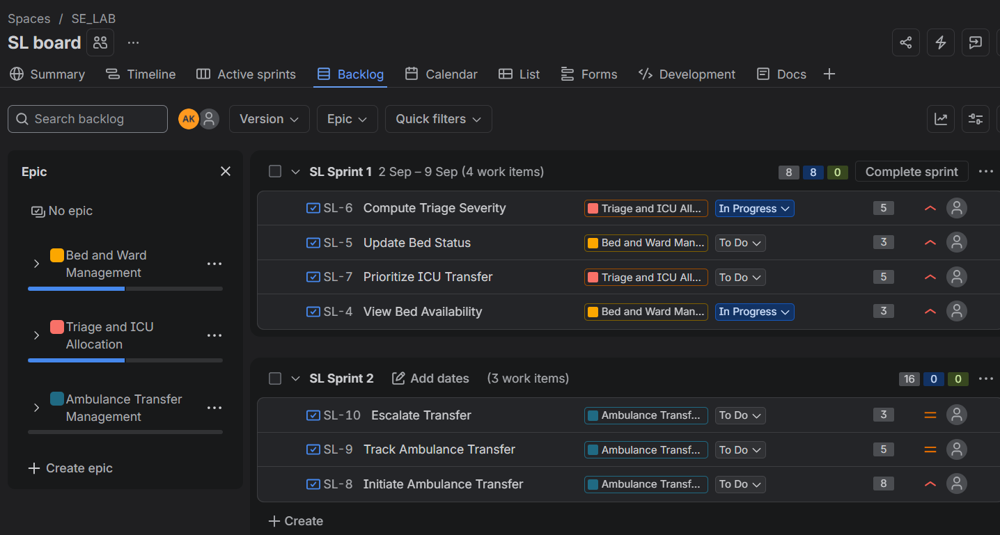 Spaces / SE_LAB
SL board
Summary Timeline Active sprints Backlog Calendar List Forms Development Docs
Search backlog AK Version Epic Quick filters
Epic
No epic
Bed and Ward
Management
Triage and ICU
Allocation
Ambulance Transfer
Management
Create epic
SL Sprint 1 2 Sep – 9 Sep (4 work items) 8 8 0 Complete sprint
SL-6 Compute Triage Severity Triage and ICU All... In Progress 5
SL-5 Update Bed Status Bed and Ward Man... To Do 3
SL-7 Prioritize ICU Transfer Triage and ICU All... To Do 5
SL-4 View Bed Availability Bed and Ward Man... In Progress 3
SL Sprint 2 Add dates (3 work items) 16 0 0
SL-10 Escalate Transfer Ambulance Transf... To Do 3
SL-9 Track Ambulance Transfer Ambulance Transf... To Do 5
SL-8 Initiate Ambulance Transfer Ambulance Transf... To Do 8
Create